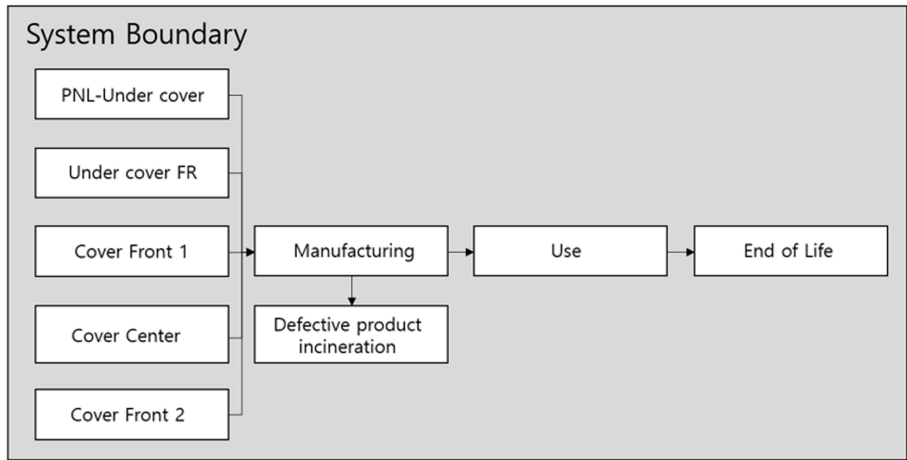 System Boundary
PNL-Under cover
Under cover FR
Cover Front 1
Manufacturing
Use
End of Life
Cover Center
Defective product
incineration
Cover Front 2